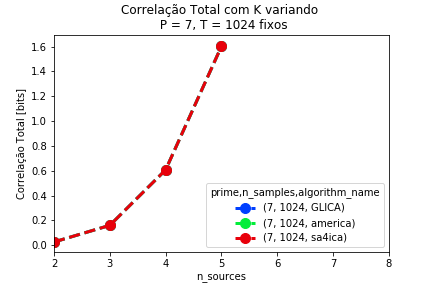 Correlação Total com K variando
P = 7, T = 1024 fixos
Correlação Total [bits]
1.6
1.4
1.2
1.0
0.8
0.6
0.4
0.2
0.0
prime,n_samples,algorithm_name
(7, 1024, GLICA)
(7, 1024, america)
(7, 1024, sa4ica)
2 3 4 5 6 7 8
n_sources